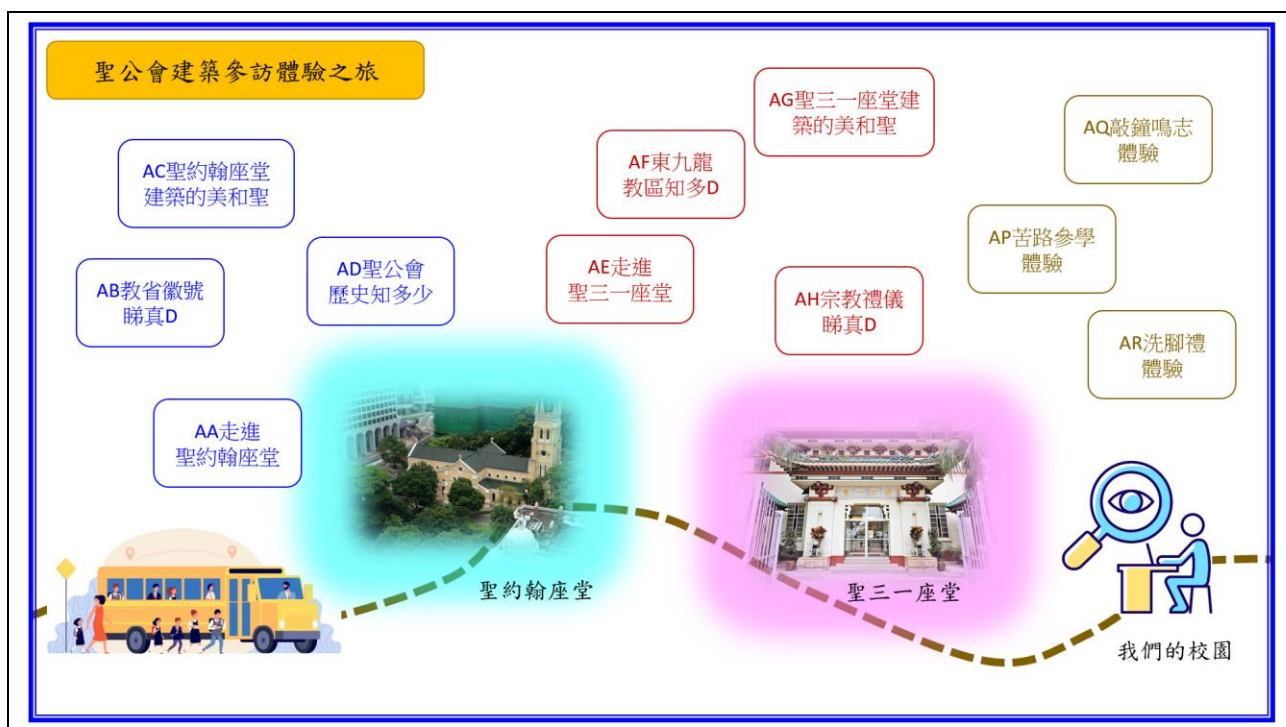 聖公會建築參訪體驗之旅
AC聖約翰座堂
建築的美和聖
AB教省徽號
睇真D
AD聖公會
歷史知多少
AA走進
聖約翰座堂
聖約翰座堂
AG聖三一座堂建
築的美和聖
AF東九龍
教區知多D
AE走進
聖三一座堂
AH宗教禮儀
睇真D
聖三一座堂
AQ敲鐘鳴志
體驗
AP苦路參學
體驗
AR洗腳禮
體驗
我們的校園